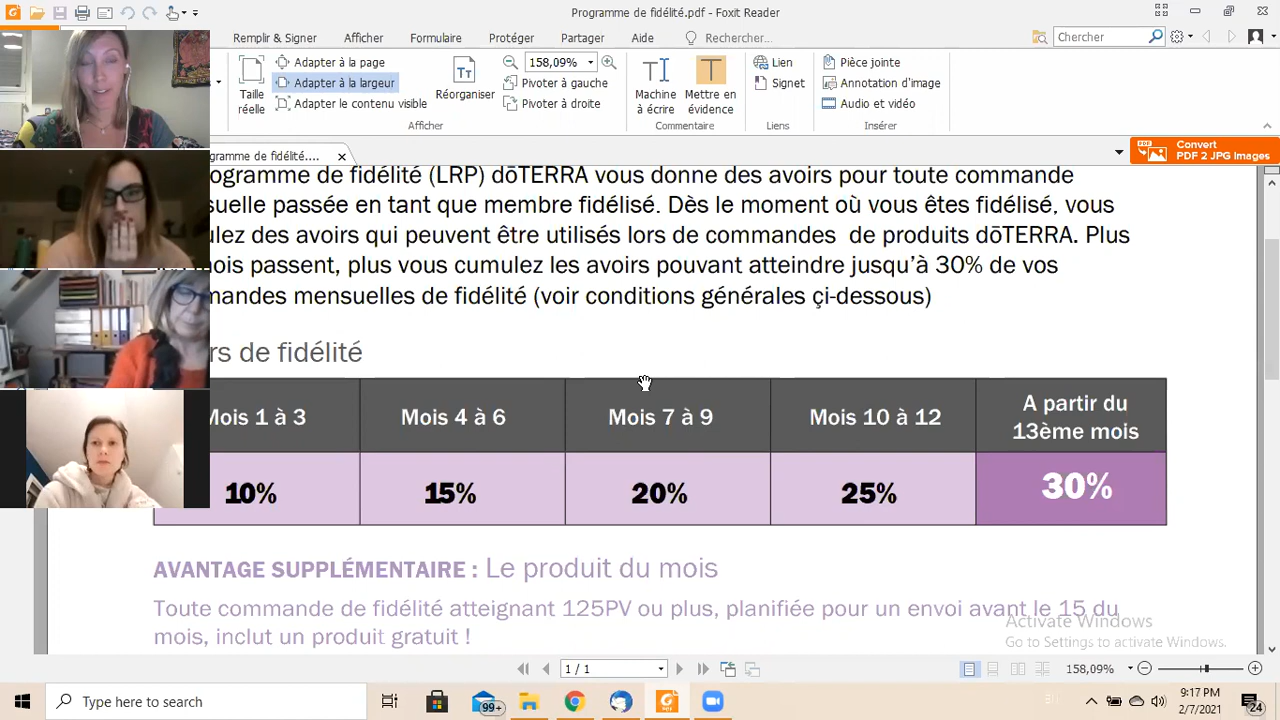 Programme de fidélité.pdf - Foxit Reader
Remplir & Signer Afficher Formulaire Protéger Partager Aide Rechercher... Chercher
Taille réelle
Adapter à la page
Adapter à la largeur
Adapter le contenu visible
Réorganiser
158,09%
Pivoter à gauche
Pivoter à droite
Machine à écrire
Mettre en évidence
Lien
Signet
Pièce jointe
Annotation d'image
Audio et vidéo
Afficher Commentaire Liens Insérer
ogramme de fidélité....
Convert
PDF 2 JPG Images
ogramme de fidélité (LRP) dōTERRA vous donne des avoirs pour toute commande
suelle passée en tant que membre fidélisé. Dès le moment où vous êtes fidélisé, vous
ulez des avoirs qui peuvent être utilisés lors de commandes de produits dōTERRA. Plus
mois passent, plus vous cumulez les avoirs pouvant atteindre jusqu'à 30% de vos
mandes mensuelles de fidélité (voir conditions générales çi-dessous)
rs de fidélité
Mois 1 à 3 Mois 4 à 6 Mois 7 à 9 Mois 10 à 12 A partir du 13ème mois
10% 15% 20% 25% 30%
AVANTAGE SUPPLÉMENTAIRE : Le produit du mois
Toute commande de fidélité atteignant 125PV ou plus, planifiée pour un envoi avant le 15 du
mois, inclut un produit gratuit !
Activate Windows
Go to Settings to activate Windows.
1 / 1
158,09%
Type here to search
99+
9:17 PM
2/7/2021
24